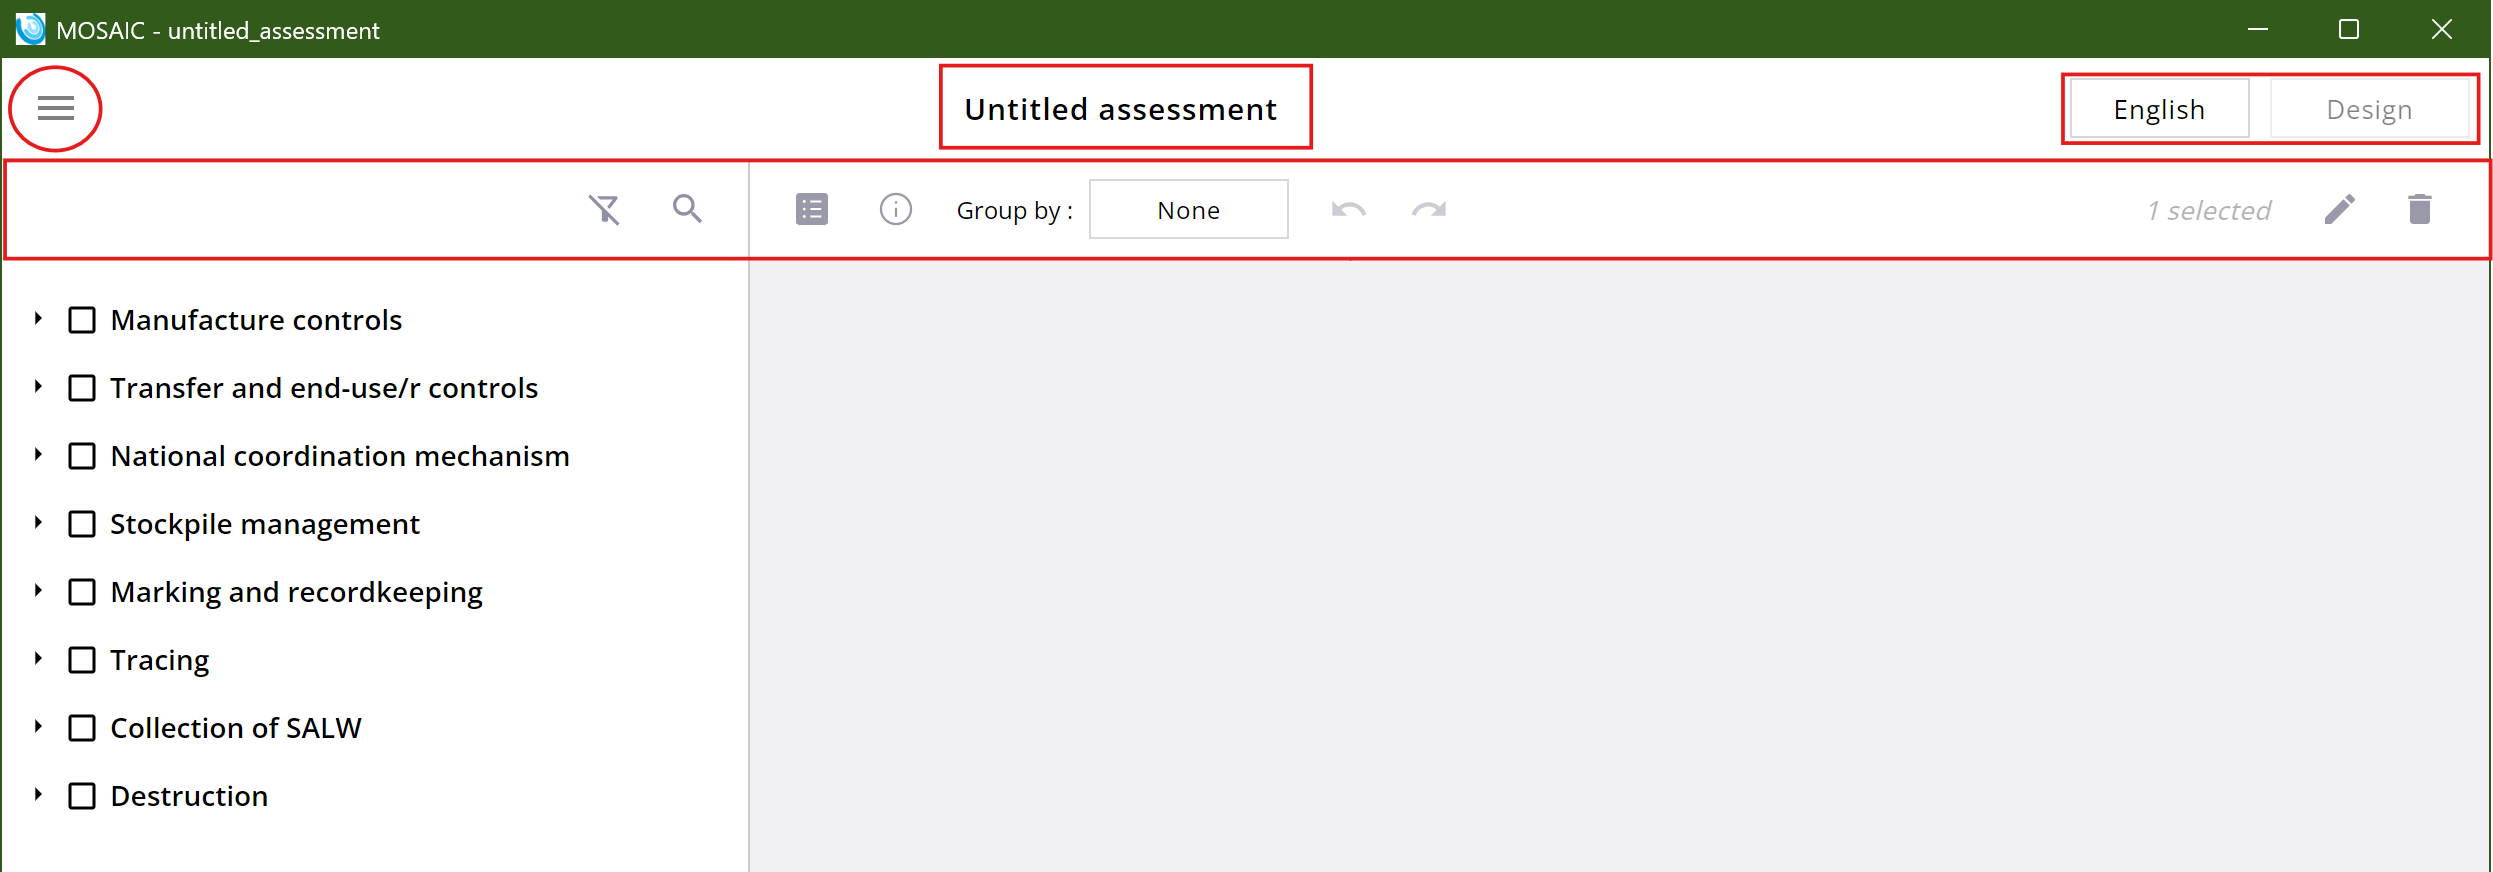 MOSAIC - untitled_assessment
Untitled assessment
English
Design
Group by :
None
1 selected
Manufacture controls
Transfer and end-use/r controls
National coordination mechanism
Stockpile management
Marking and recordkeeping
Tracing
Collection of SALW
Destruction